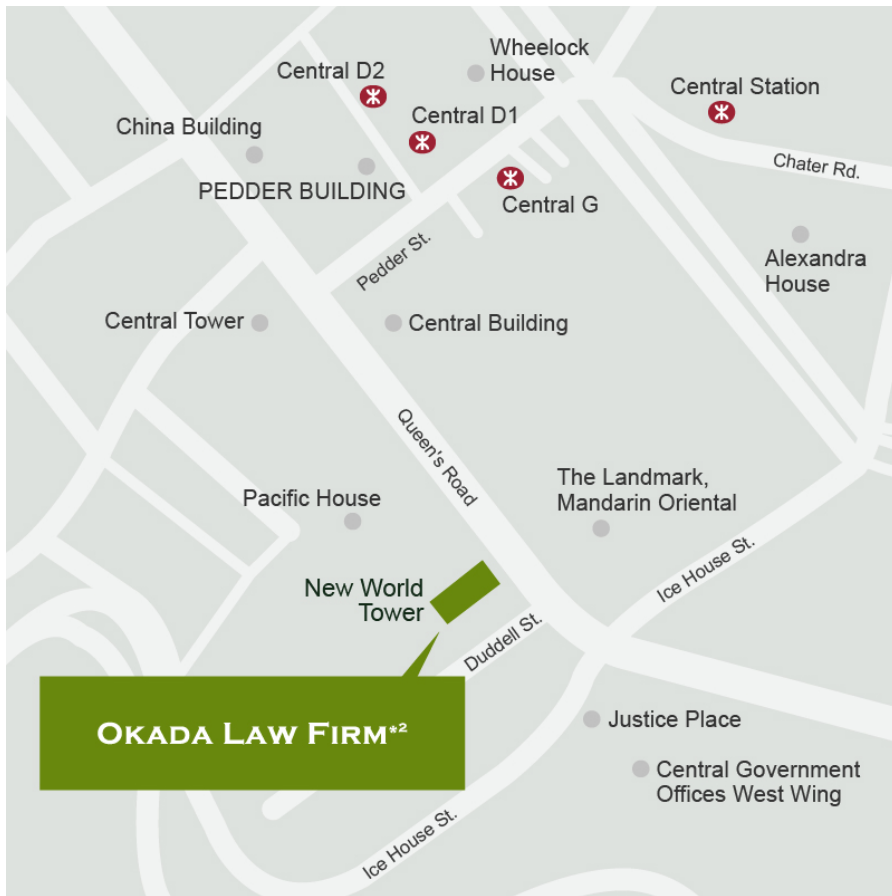 Wheelock
House
Central D2
Central Station
Central D1
China Building
Chater Rd.
PEDDER BUILDING
Central G
Pedder St.
Alexandra
House
Central Tower
Central Building
Queen's Road
The Landmark,
Mandarin Oriental
Pacific House
Ice House St.
New World
Tower
Duddell St.
OKADA LAW FIRM*2
Justice Place
Central Government
Offices West Wing
Ice House St.